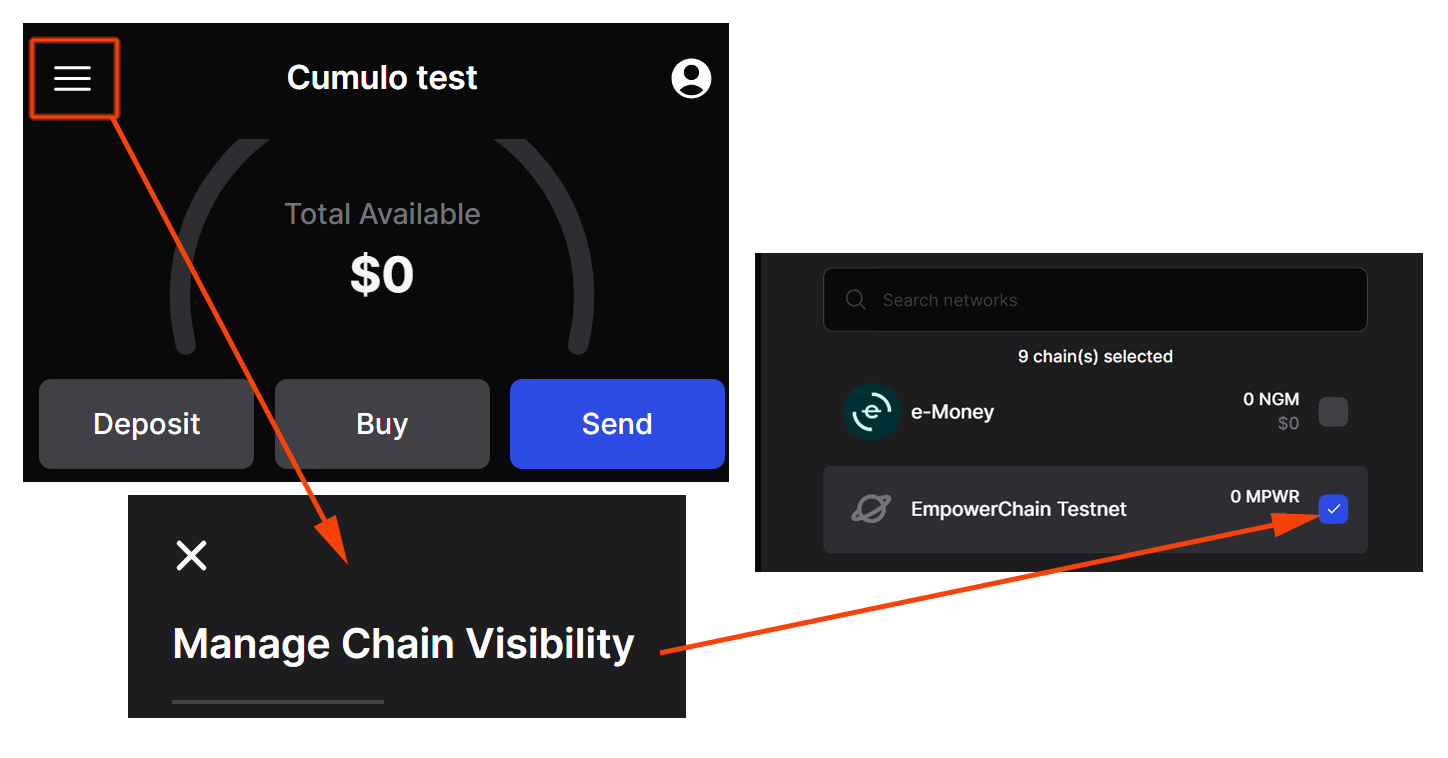 Cumulo test
Total Available
$0
Deposit
Buy
Send
Manage Chain Visibility
Search networks
9 chain(s) selected
e-Money
0 NGM
$0
EmpowerChain Testnet
0 MPWR